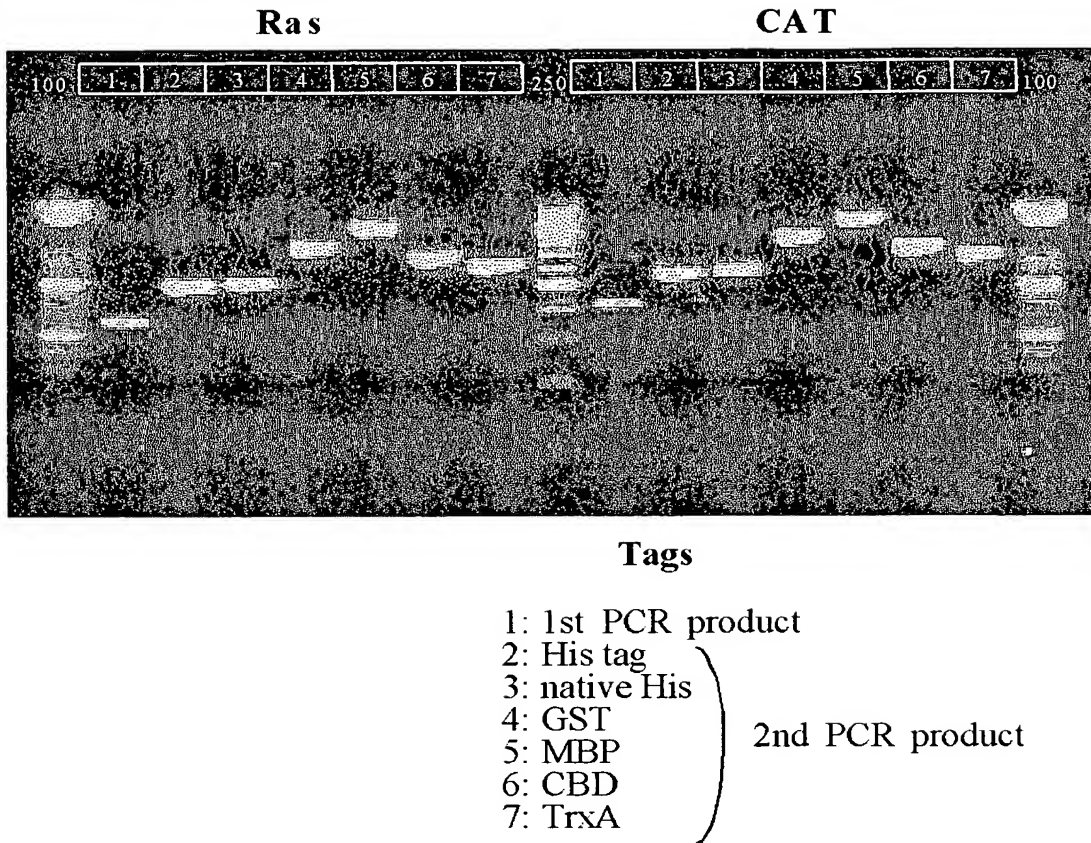 Ras CAT
100 1 2 3 4 5 6 7 250 1 2 3 4 5 6 7 100
Tags
1: 1st PCR product
2: His tag
3: native His
4: GST
5: MBP
6: CBD
7: TrxA
2nd PCR product